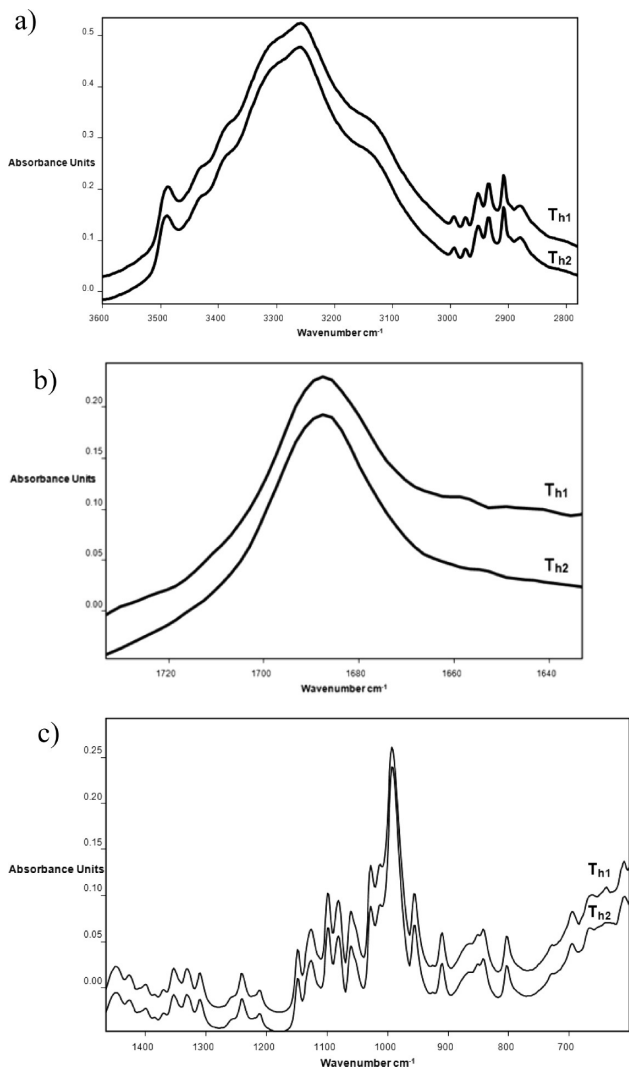 a)
0.5
0.4
0.3
Absorbance Units
0.2
0.1
0.0
Th1
Th2
3600 3500 3400 3300 3200 3100 3000 2900 2800
Wavenumber cm-1
b)
0.20
0.15
Absorbance Units
0.10
0.05
0.00
Th1
Th2
1720 1700 1680 1660 1640
Wavenumber cm-1
c)
0.25
0.20
0.15
Absorbance Units
0.10
0.05
0.00
Th1
Th2
1400 1300 1200 1100 1000 900 800 700
Wavenumber cm-1